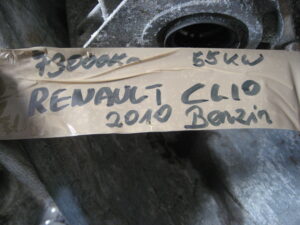 73000Km 55KW
RENAULT CLIO
2010 Benzin